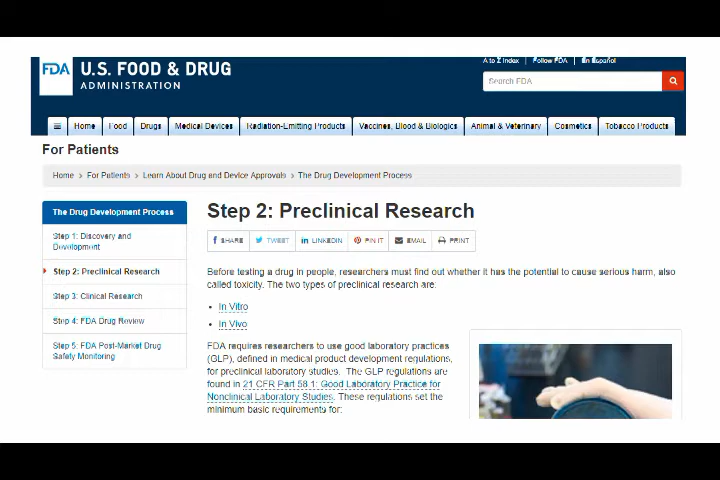 FDA U.S. FOOD & DRUG
ADMINISTRATION
A to Z Index | Follow FDA | En Español
Search FDA
Home Food Drugs Medical Devices Radiation-Emitting Products Vaccines, Blood & Biologics Animal & Veterinary Cosmetics Tobacco Products
For Patients
Home > For Patients > Learn About Drug and Device Approvals > The Drug Development Process
The Drug Development Process
Step 1: Discovery and
Development
Step 2: Preclinical Research
Step 3: Clinical Research
Step 4: FDA Drug Review
Step 5: FDA Post-Market Drug
Safety Monitoring
Step 2: Preclinical Research
SHARE TWEET LINKEDIN PIN IT EMAIL PRINT
Before testing a drug in people, researchers must find out whether it has the potential to cause serious harm, also
called toxicity. The two types of preclinical research are:
• In Vitro
• In Vivo
FDA requires researchers to use good laboratory practices
(GLP), defined in medical product development regulations,
for preclinical laboratory studies. The GLP regulations are
found in 21 CFR Part 58.1: Good Laboratory Practice for
Nonclinical Laboratory Studies. These regulations set the
minimum basic requirements for: